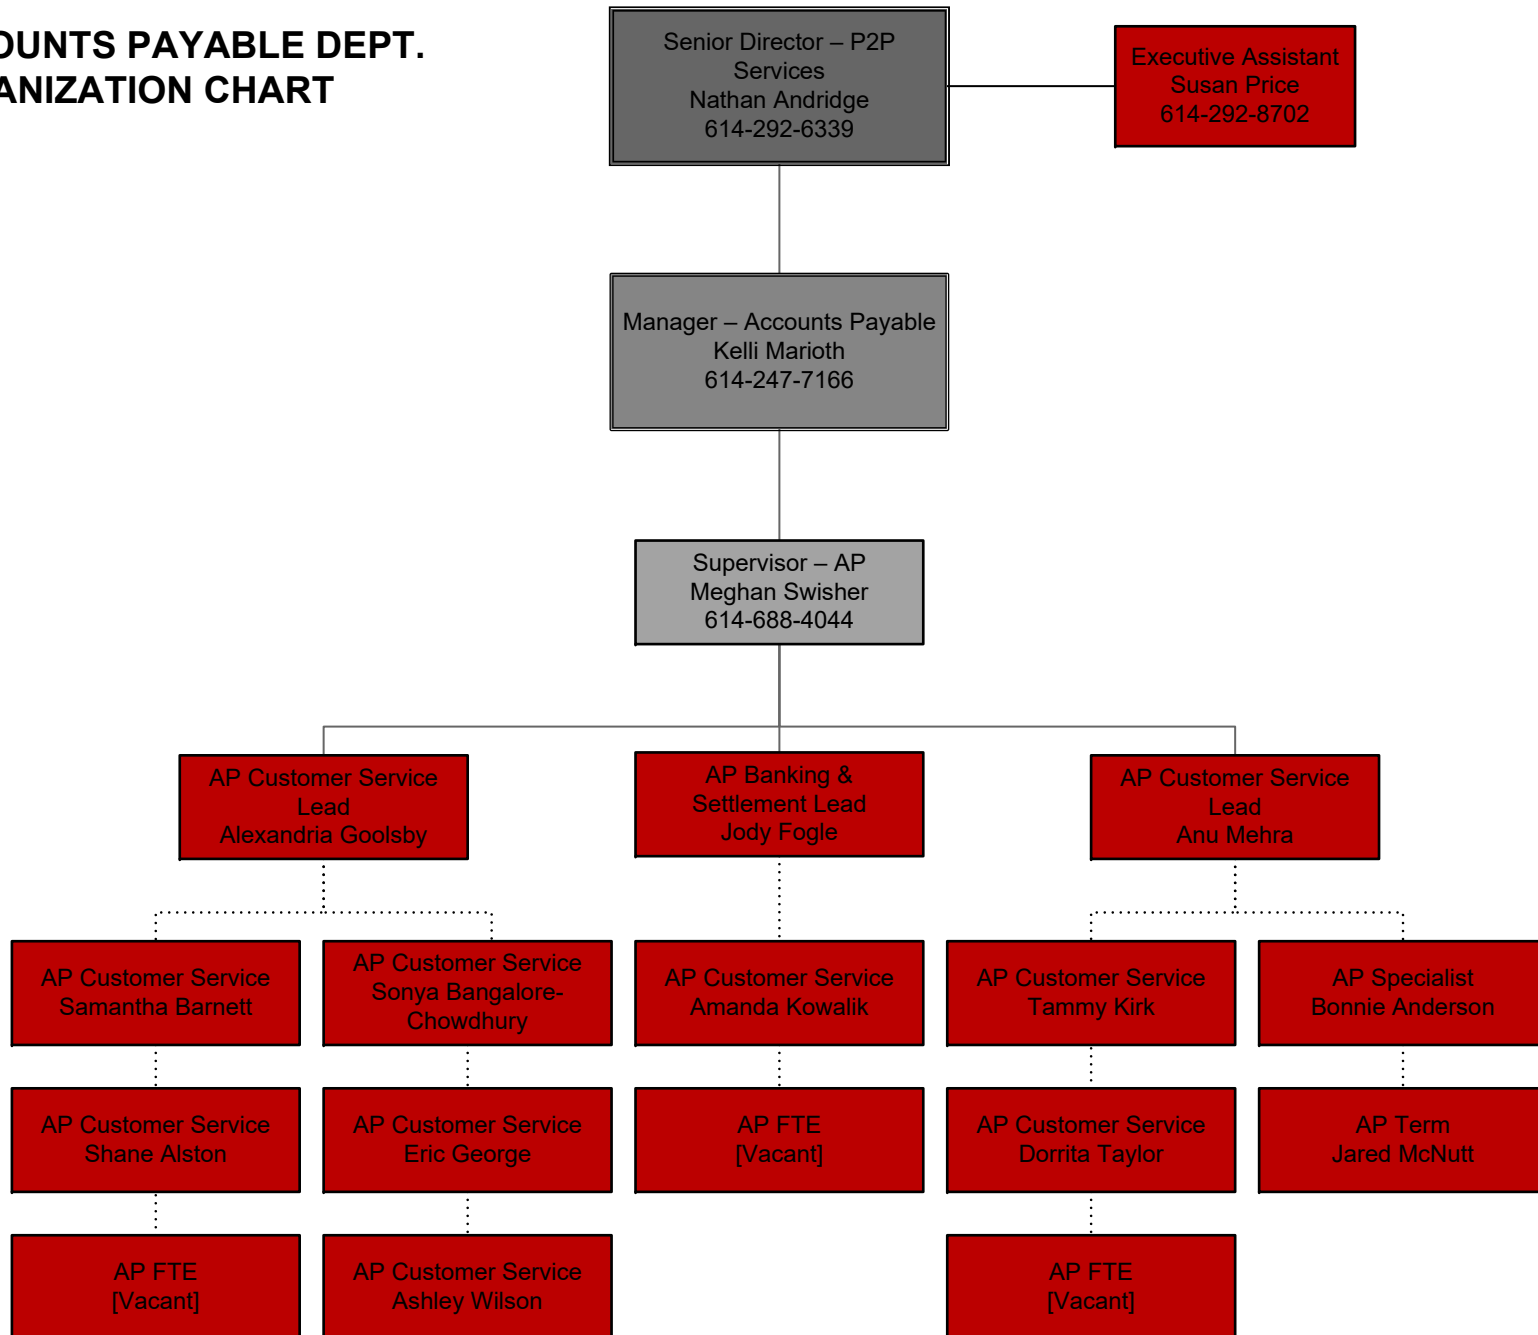 OUNTS PAYABLE DEPT.
ANIZATION CHART
Senior Director – P2P
Services
Nathan Andridge
614-292-6339
Executive Assistant
Susan Price
614-292-8702
Manager – Accounts Payable
Kelli Marioth
614-247-7166
Supervisor – AP
Meghan Swisher
614-688-4044
AP Customer Service
Lead
Alexandria Goolsby
AP Banking &
Settlement Lead
Jody Fogle
AP Customer Service
Lead
Anu Mehra
AP Customer Service
Samantha Barnett
AP Customer Service
Sonya Bangalore-
Chowdhury
AP Customer Service
Amanda Kowalik
AP Customer Service
Tammy Kirk
AP Specialist
Bonnie Anderson
AP Customer Service
Shane Alston
AP Customer Service
Eric George
AP FTE
[Vacant]
AP Customer Service
Dorrita Taylor
AP Term
Jared McNutt
AP FTE
[Vacant]
AP Customer Service
Ashley Wilson
AP FTE
[Vacant]